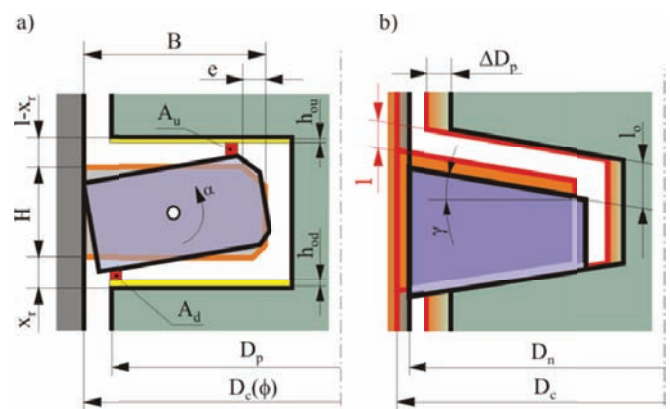 a)
B
e
A_u
h_ou
l-x_r
H
α
x_r
h_od
A_d
D_p
D_c(ϕ)
b)
ΔD_p
l_o
l
γ
D_n
D_c